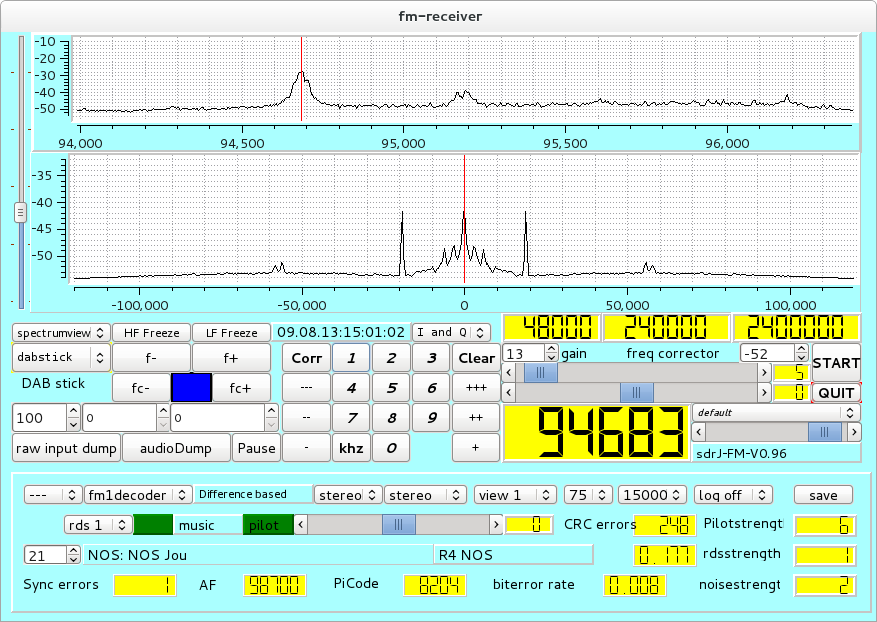 fm-receiver
-10
-20
-30
-40
-50
94,000 94,500 95,000 95,500 96,000
-35
-40
-45
-50
-100,000 -50,000 0 50,000 100,000
spectrumview HF Freeze LF Freeze 09.08.13:15:01:02 I and Q 48000 240000 2400000
dabstick f- f+ Corr 1 2 3 Clear 13 gain freq corrector -52 START
DAB stick fc- fc+ --- 4 5 6 +++ 5
0 QUIT
100 0 0 -- 7 8 9 ++ 94683 default
raw input dump audioDump Pause - khz 0 + sdrJ-FM-V0.96
--- fm1decoder Difference based stereo stereo view 1 75 15000 log off save
rds 1 music pilot 0 CRC errors 248 Pilotstrengt 6
21 NOS: NOS Jou R4 NOS 0.177 rdsstrength 1
Sync errors 1 AF 98700 PiCode 8204 biterror rate 0.008 noisestrengt 2